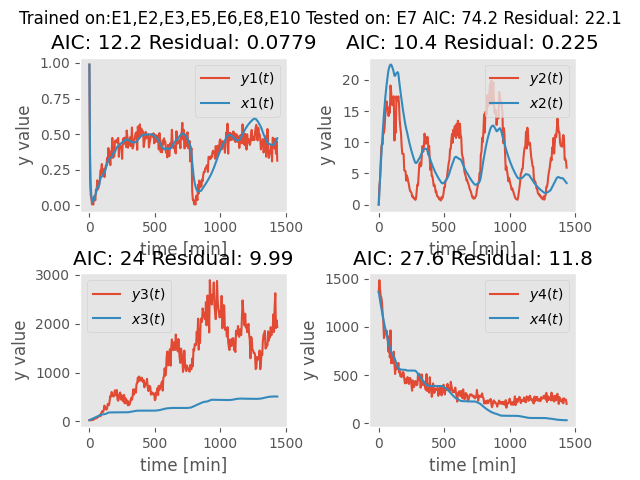 Trained on:E1,E2,E3,E5,E6,E8,E10 Tested on: E7 AIC: 74.2 Residual: 22.1
AIC: 12.2 Residual: 0.0779
1.00
0.75
0.50
0.25
0.00
y value
y1(t)
x1(t)
0
500
1000
1500
time [min]
AIC: 10.4 Residual: 0.225
20
15
10
5
0
y value
y2(t)
x2(t)
0
500
1000
1500
time [min]
AIC: 24 Residual: 9.99
3000
2000
1000
0
y value
y3(t)
x3(t)
0
500
1000
1500
time [min]
AIC: 27.6 Residual: 11.8
1500
1000
500
0
y value
y4(t)
x4(t)
0
500
1000
1500
time [min]